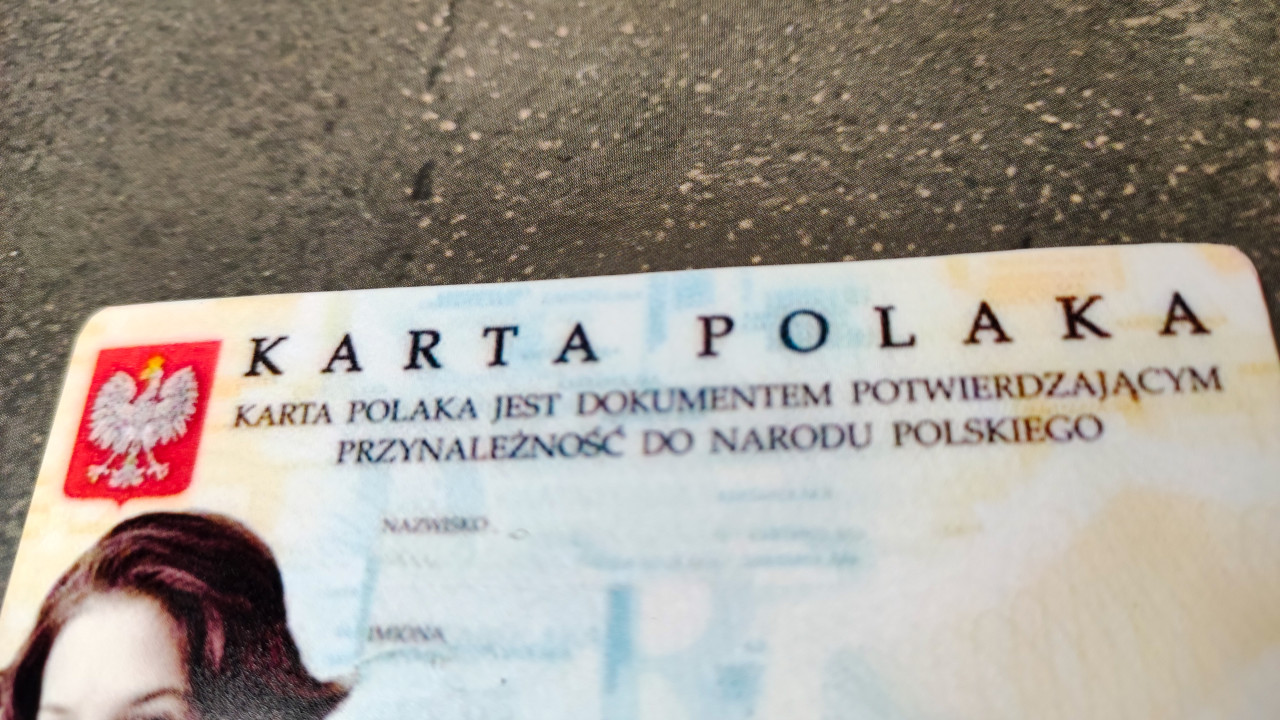 KARTA POLAKA
KARTA POLAKA JEST DOKUMENTEM POTWIERDZAJĄCYM
PRZYNALEŻNOŚĆ DO NARODU POLSKIEGO
NAZWISKO
IMIONA